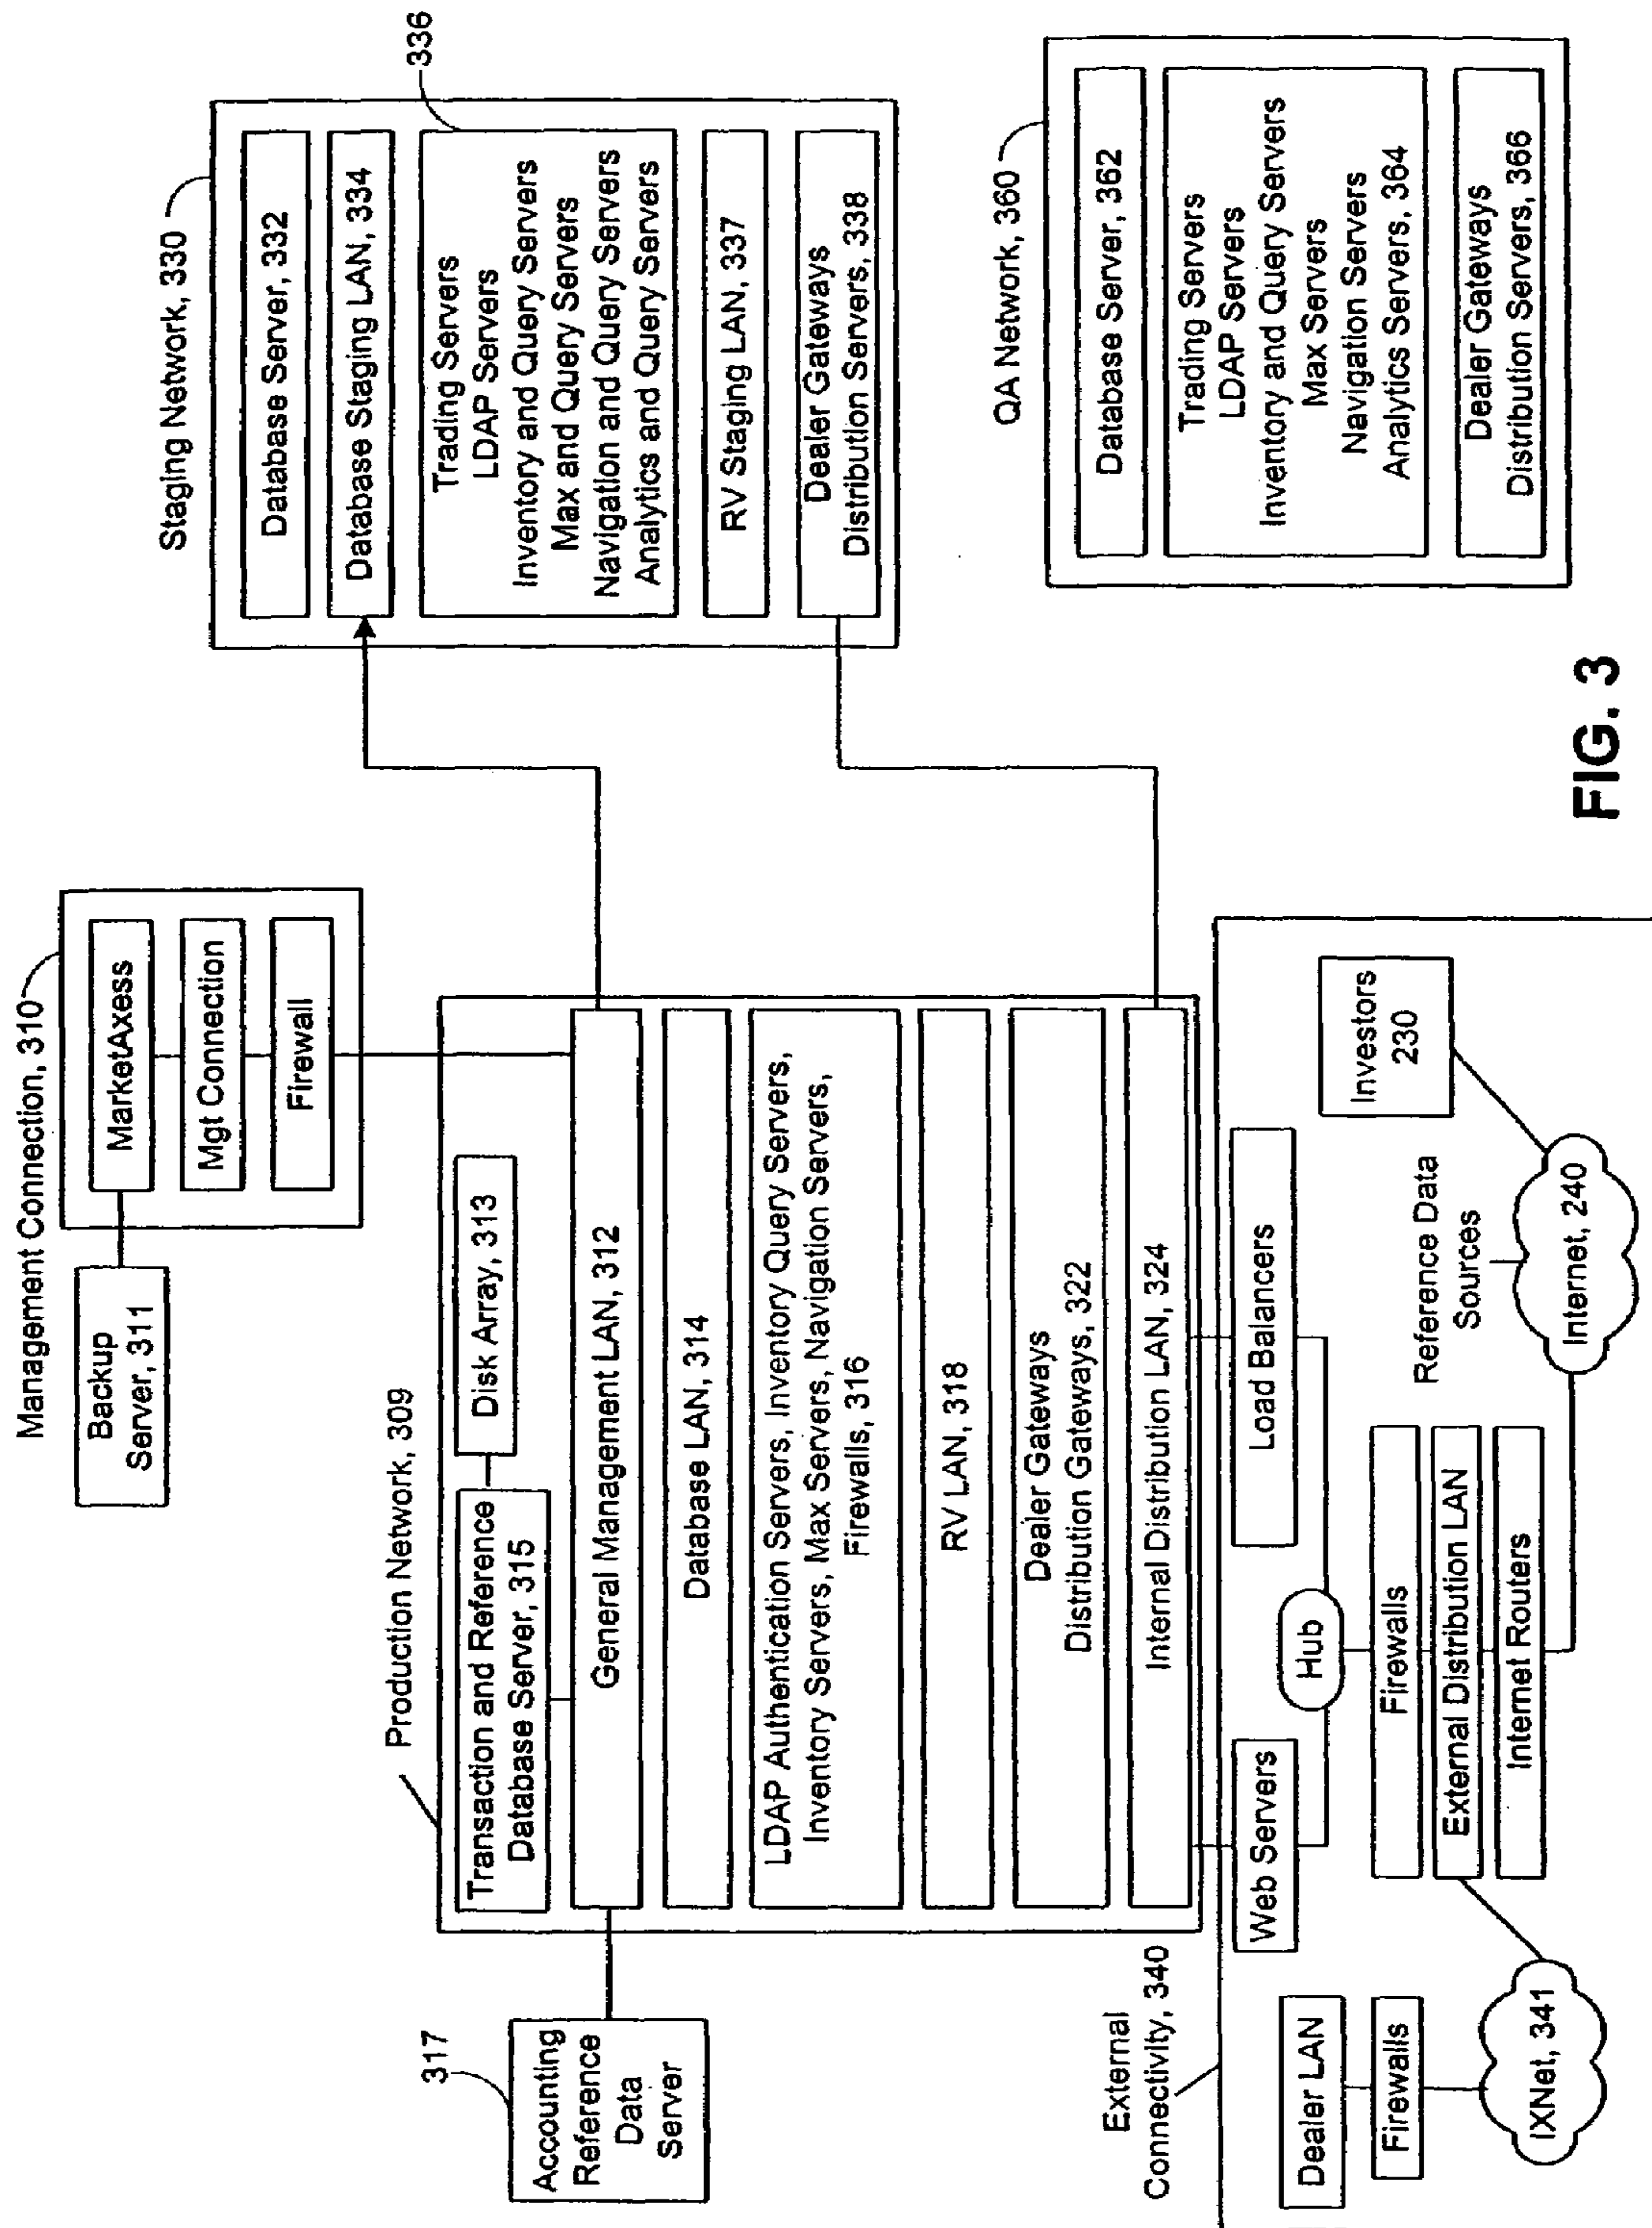 Management Connection, 310
Backup
Server, 311
MarketAxess
Mgt Connection
Firewall
Staging Network, 330
Database Server, 332
Database Staging LAN, 334
336
Trading Servers
LDAP Servers
Inventory and Query Servers
Max and Query Servers
Navigation and Query Servers
Analytics and Query Servers
RV Staging LAN, 337
Dealer Gateways
Distribution Servers, 338
Production Network, 309
Transaction and Reference
Database Server, 315
Disk Array, 313
317
Accounting
Reference
Data
Server
General Management LAN, 312
Database LAN, 314
LDAP Authentication Servers, Inventory Query Servers,
Inventory Servers, Max Servers, Navigation Servers,
Firewalls, 316
RV LAN, 318
Dealer Gateways
Distribution Gateways, 322
Internal Distribution LAN, 324
QA Network, 360
Database Server, 362
Trading Servers
LDAP Servers
Inventory and Query Servers
Max Servers
Navigation Servers
Analytics Servers, 364
Dealer Gateways
Distribution Servers, 366
External
Connectivity, 340
Web Servers
Load Balancers
Hub
Investors
230
Dealer LAN
Firewalls
IXNet, 341
Firewalls
External Distribution LAN
Internet Routers
Reference Data
Sources
Internet, 240
FIG. 3